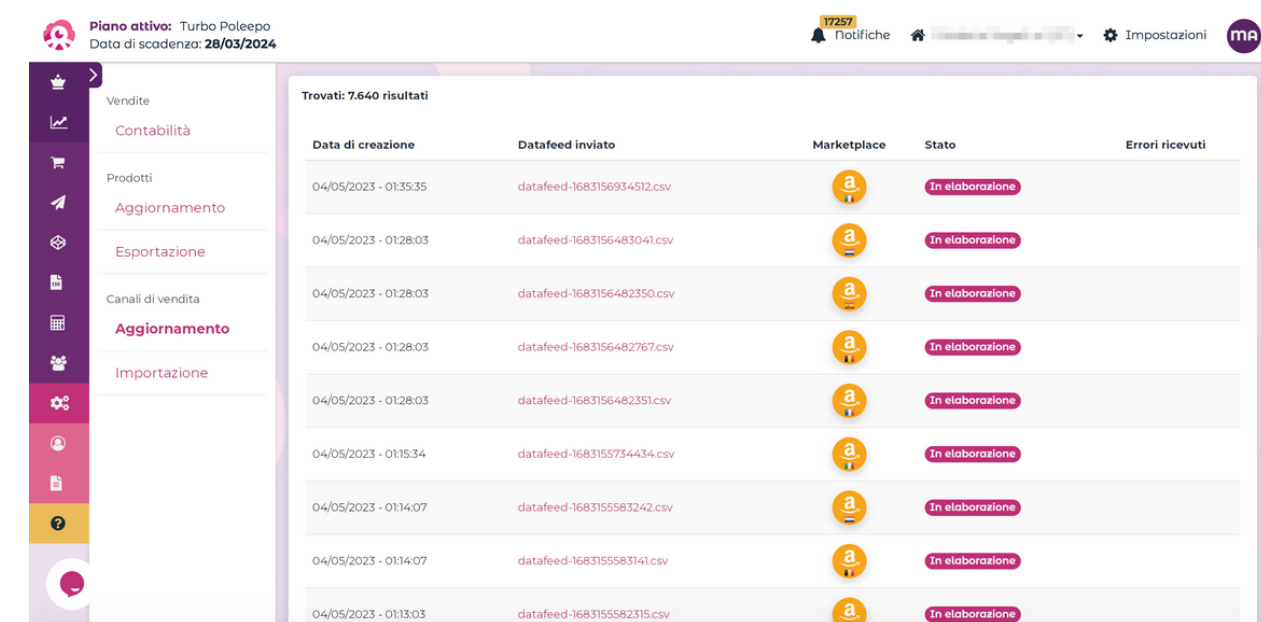 Piano attivo: Turbo Poleepo
Data di scadenza: 28/03/2024
17257
Notifiche
Impostazioni
MA
Vendite
Contabilità
Prodotti
Aggiornamento
Esportazione
Canali di vendita
Aggiornamento
Importazione
Trovati: 7.640 risultati
Data di creazione Datafeed inviato Marketplace Stato Errori ricevuti
04/05/2023 - 01:35:35 datafeed-1683156934512.csv a In elaborazione
04/05/2023 - 01:28:03 datafeed-1683156483041.csv a In elaborazione
04/05/2023 - 01:28:03 datafeed-1683156482350.csv a In elaborazione
04/05/2023 - 01:28:03 datafeed-1683156482767.csv a In elaborazione
04/05/2023 - 01:28:03 datafeed-1683156482351.csv a In elaborazione
04/05/2023 - 01:15:34 datafeed-1683155734434.csv a In elaborazione
04/05/2023 - 01:14:07 datafeed-1683155583242.csv a In elaborazione
04/05/2023 - 01:14:07 datafeed-1683155583141.csv a In elaborazione
04/05/2023 - 01:13:03 datafeed-1683155582315.csv a In elaborazione